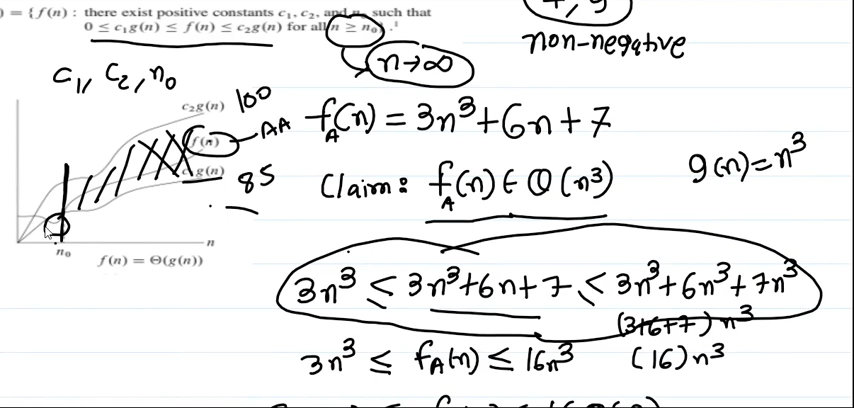 ) = {f(n) : there exist positive constants c₁, c₂, and n₀ such that
0 ≤ c₁g(n) ≤ f(n) ≤ c₂g(n) for all n ≥ n₀} .¹
+, 9
non-negative
n→∞
C₁, C₂, n₀
c₂g(n) 100
f(n) AA
g(n) 85
n
n₀
f(n) = Θ(g(n))
f_A(n) = 3n³+6n+7
Claim: f_A(n) ∈ Θ(n³)
g(n) = n³
3n³ ≤ 3n³+6n+7 ≤ 3n³+6n³+7n³
(3+6+7) n³
3n³ ≤ f_A(n) ≤ 16n³ (16)n³